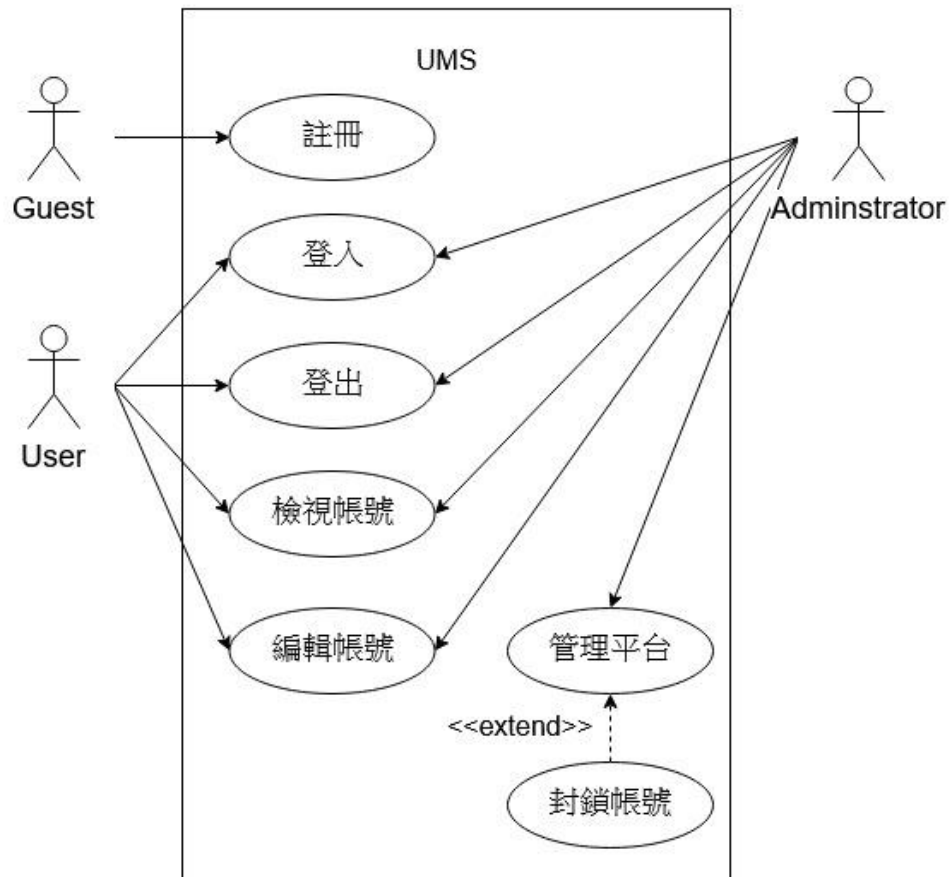 UMS
註冊
Guest
Adminstrator
登入
登出
User
檢視帳號
編輯帳號
管理平台
<<extend>>
封鎖帳號